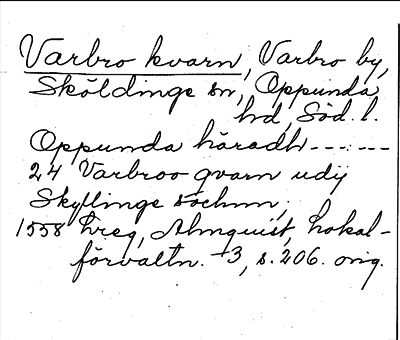 Varbro kvarn, Varbro by,
Sköldinge sn, Oppunda
hd, Söd. l.
Oppunda häradh------
24 Varbroo qvarn udij
Skyllinge sochnn,
1558 hreg, Almquist, Lokal-
förvaltn. 3, s. 206. orig.